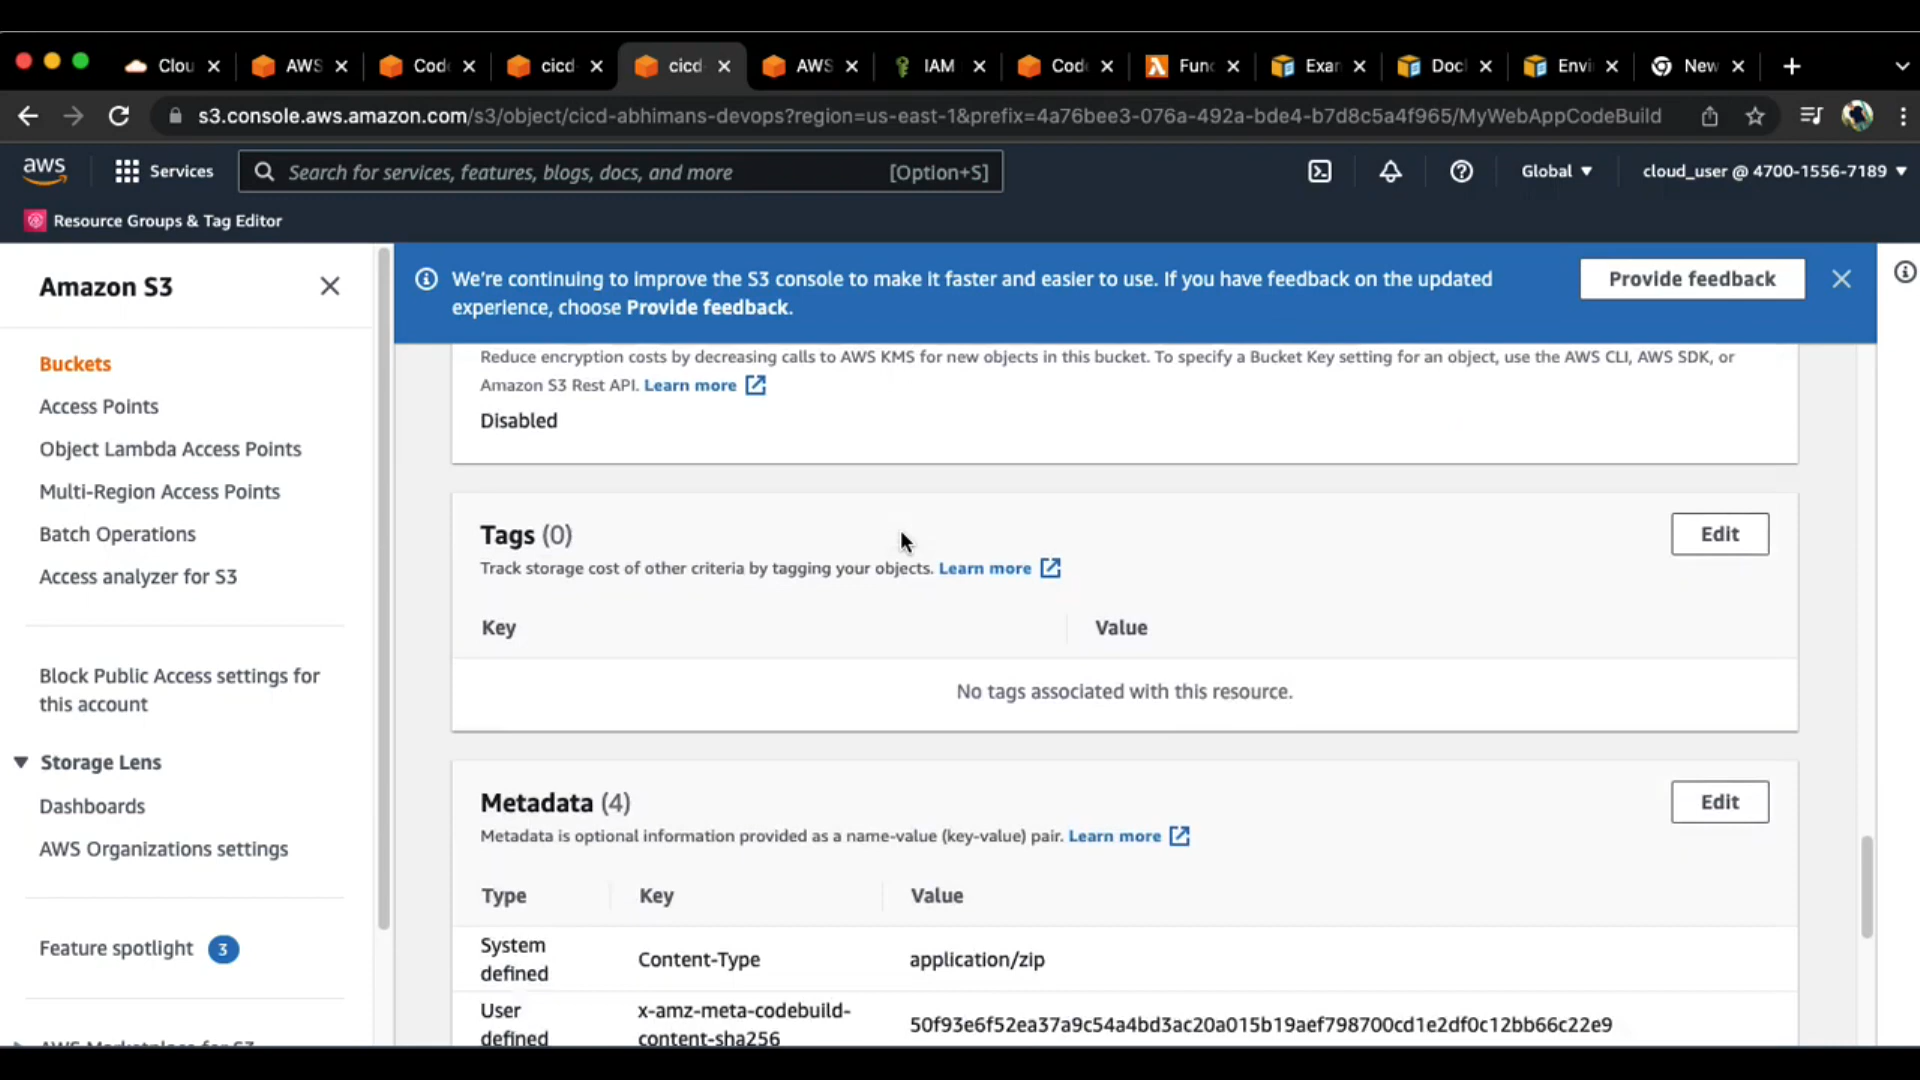 Clou
AWS
Cod
cicd
cicd
AWS
IAM
Cod
Func
Exar
Doc
Envi
New
s3.console.aws.amazon.com/s3/object/cicd-abhimans-devops?region=us-east-1&prefix=4a76bee3-076a-492a-bde4-b7d8c5a4f965/MyWebAppCodeBuild
aws
Services
Search for services, features, blogs, docs, and more
[Option+S]
Global
cloud_user @ 4700-1556-7189
Resource Groups & Tag Editor
Amazon S3
Buckets
Access Points
Object Lambda Access Points
Multi-Region Access Points
Batch Operations
Access analyzer for S3
Block Public Access settings for
this account
Storage Lens
Dashboards
AWS Organizations settings
Feature spotlight 3
AWS Marketplace for S3
We're continuing to improve the S3 console to make it faster and easier to use. If you have feedback on the updated
experience, choose Provide feedback.
Provide feedback
Reduce encryption costs by decreasing calls to AWS KMS for new objects in this bucket. To specify a Bucket Key setting for an object, use the AWS CLI, AWS SDK, or
Amazon S3 Rest API. Learn more
Disabled
Tags (0)
Edit
Track storage cost of other criteria by tagging your objects. Learn more
Key
Value
No tags associated with this resource.
Metadata (4)
Edit
Metadata is optional information provided as a name-value (key-value) pair. Learn more
Type
Key
Value
System
defined
Content-Type
application/zip
User
defined
x-amz-meta-codebuild-
content-sha256
50f93e6f52ea37a9c54a4bd3ac20a015b19aef798700cd1e2df0c12bb66c22e9